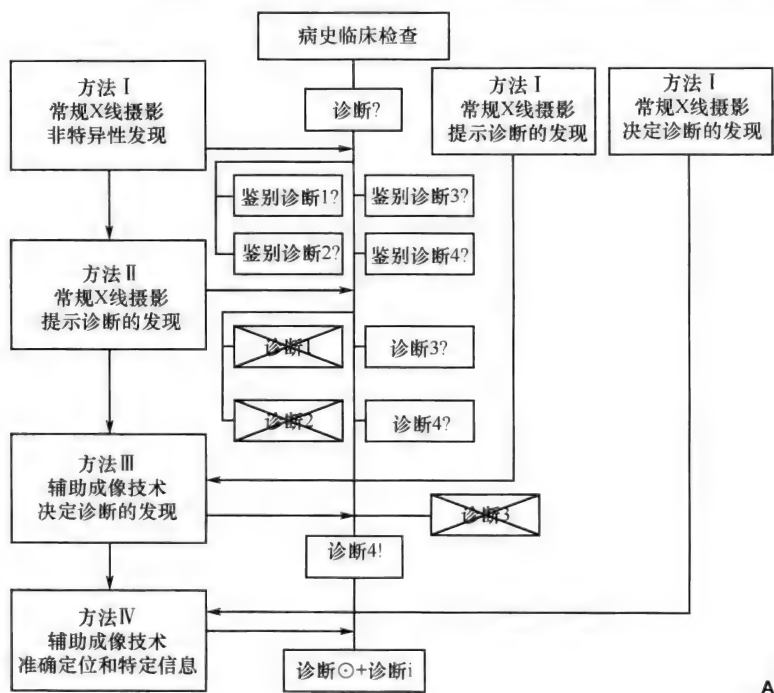 病史临床检查
方法Ⅰ
常规X线摄影
非特异性发现
诊断?
方法Ⅰ
常规X线摄影
提示诊断的发现
方法Ⅰ
常规X线摄影
决定诊断的发现
鉴别诊断1?
鉴别诊断3?
鉴别诊断2?
鉴别诊断4?
方法Ⅱ
常规X线摄影
提示诊断的发现
诊断1
诊断3?
诊断2
诊断4?
方法Ⅲ
辅助成像技术
决定诊断的发现
诊断3
诊断4!
方法Ⅳ
辅助成像技术
准确定位和特定信息
诊断⊙+诊断i
A